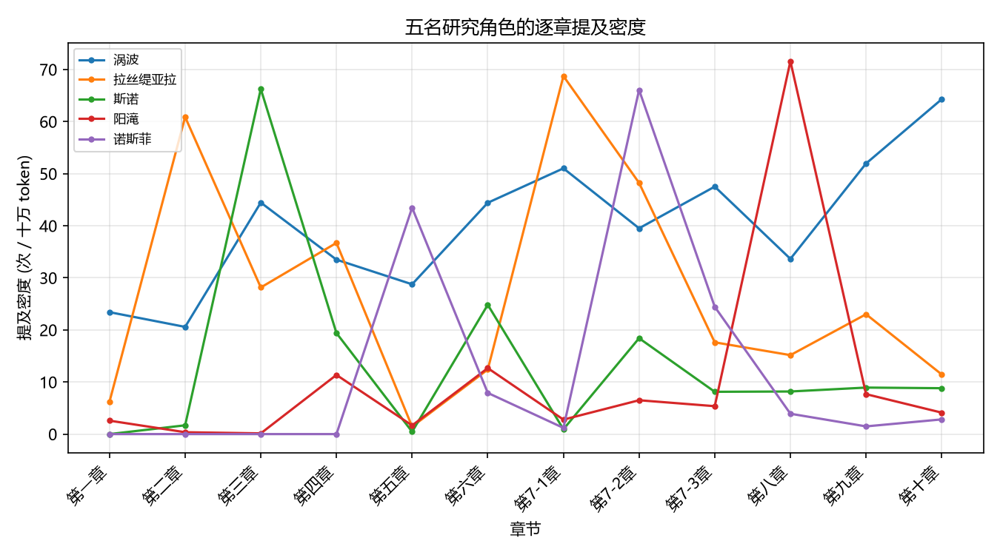 五名研究角色的逐章提及密度
涡波
拉丝缇亚拉
斯诺
阳滝
诺斯菲
提及密度 (次 / 十万 token)
70
60
50
40
30
20
10
0
第一章
第二章
第三章
第四章
第五章
第六章
第7-1章
第7-2章
第7-3章
第八章
第九章
第十章
章节